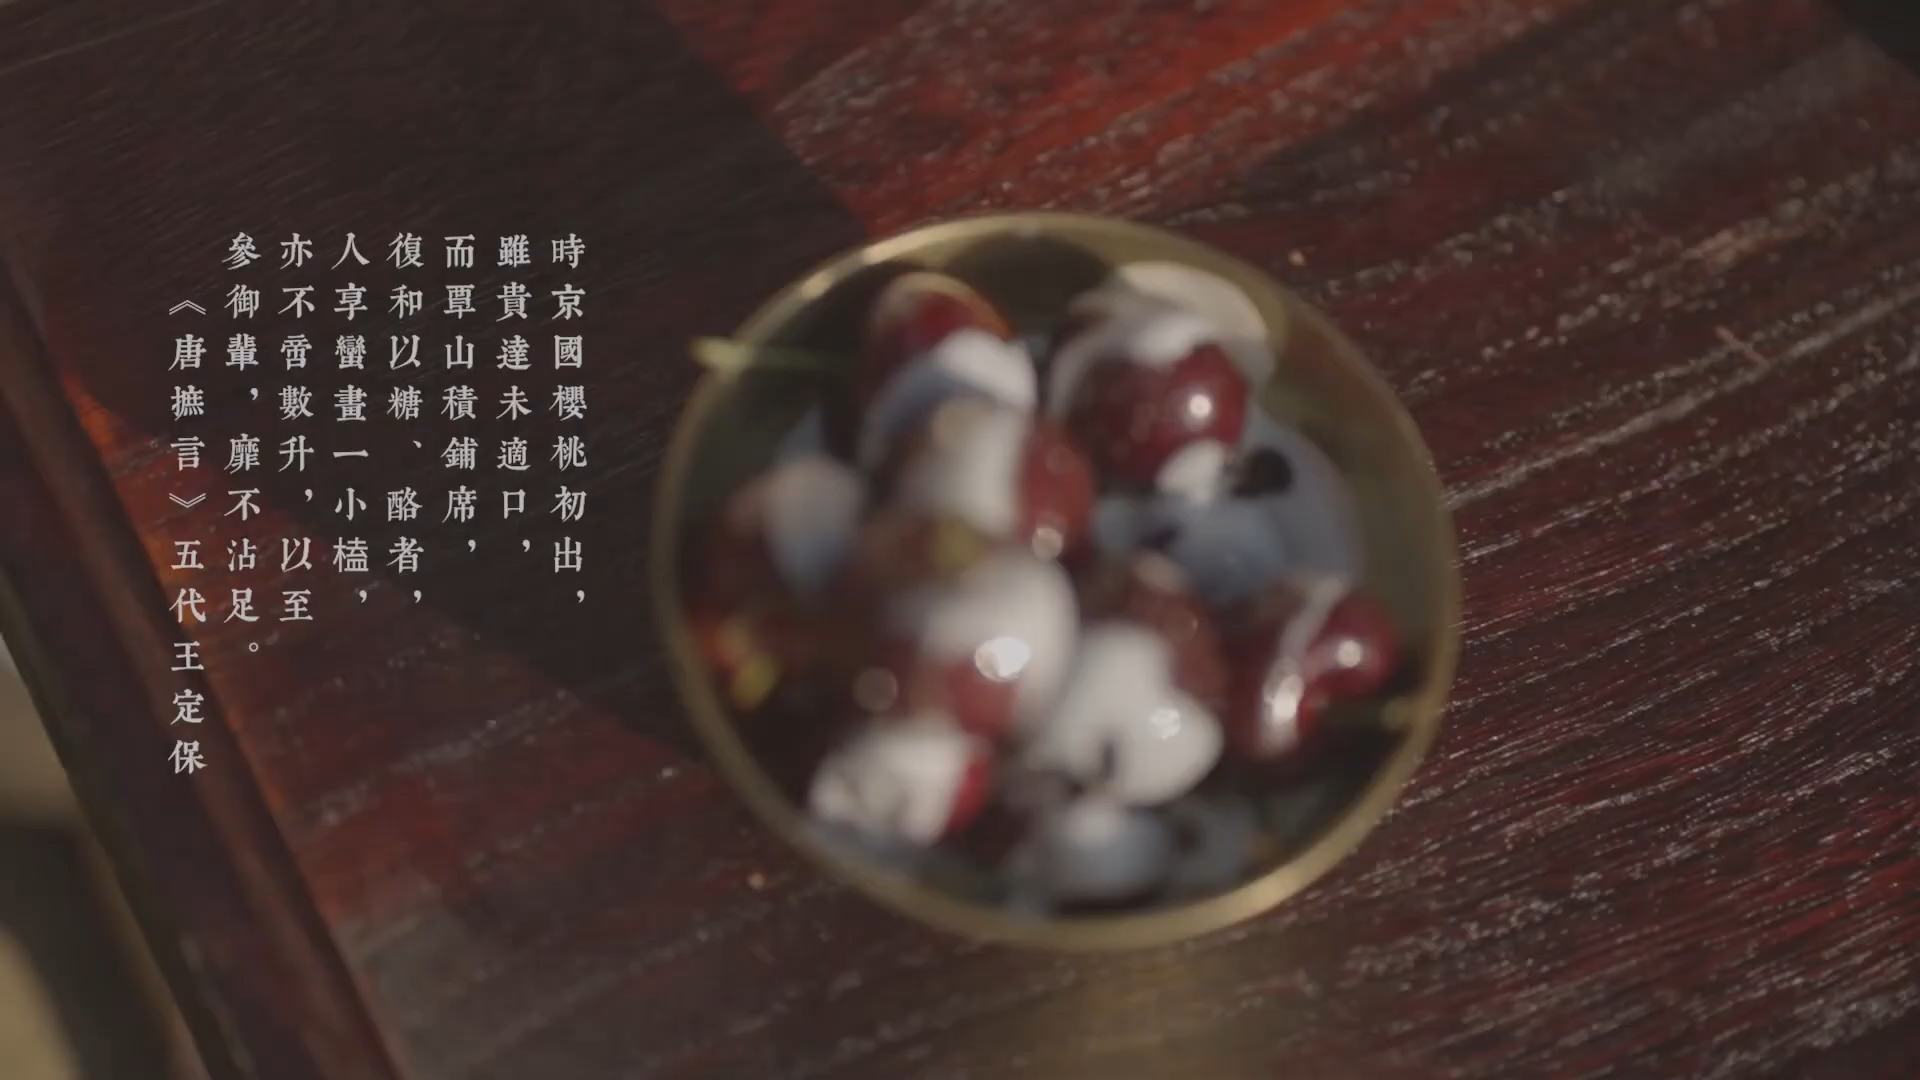 時京國櫻桃初出，
雖貴達未適口，
而覃山積鋪席，
復和以糖、酪者，
人享蠻畫一小榼，
亦不啻數升，以至
參御輩，靡不沾足。
《唐摭言》五代王定保